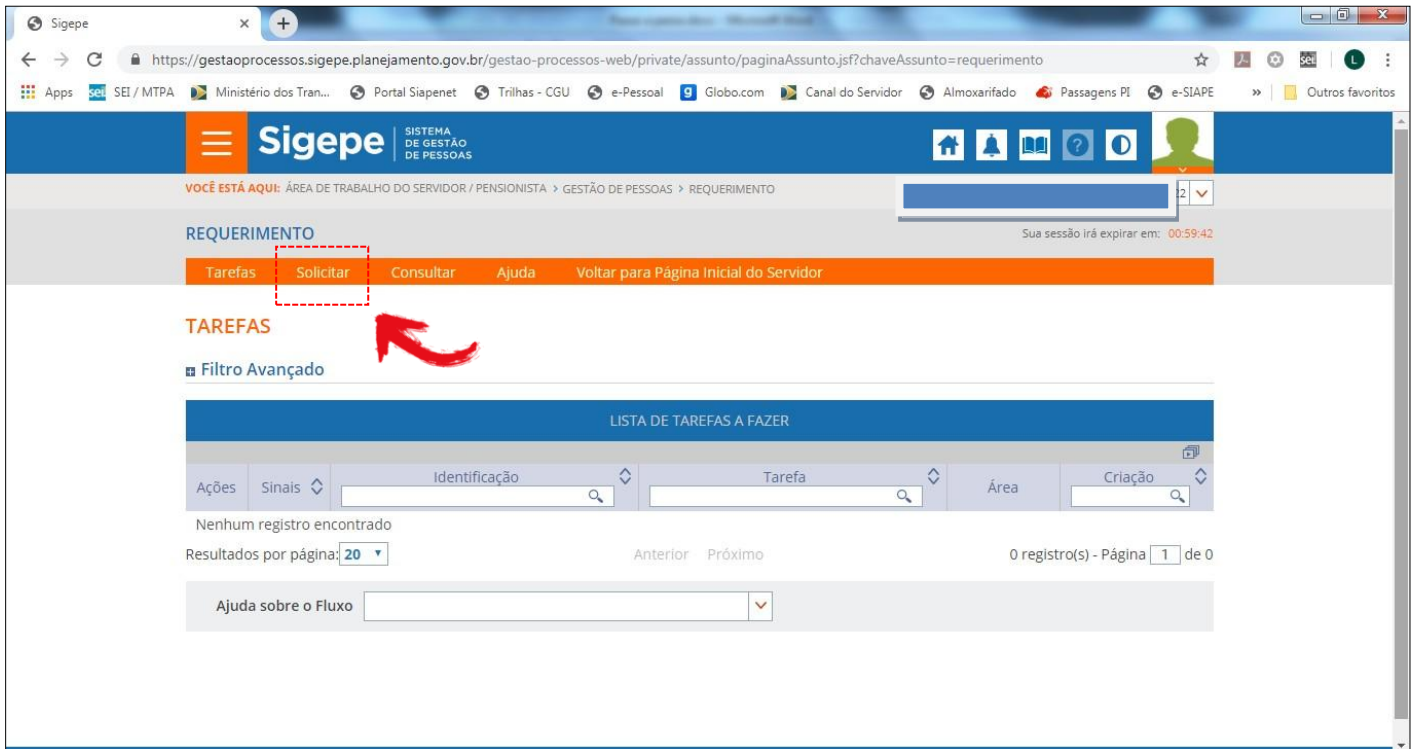 Sigepe
https://gestaoprocessos.sigepe.planejamento.gov.br/gestao-processos-web/private/assunto/paginaAssunto.jsf?chaveAssunto=requerimento
sei
L
Apps sei SEI / MTPA Ministério dos Tran... Portal Siapenet Trilhas - CGU e-Pessoal g Globo.com Canal do Servidor Almoxarifado Passagens PI e-SIAPE » Outros favoritos
Sigepe SISTEMA
DE GESTÃO
DE PESSOAS
VOCÊ ESTÁ AQUI: ÁREA DE TRABALHO DO SERVIDOR / PENSIONISTA > GESTÃO DE PESSOAS > REQUERIMENTO
REQUERIMENTO
Sua sessão irá expirar em: 00:59:42
Tarefas Solicitar Consultar Ajuda Voltar para Página Inicial do Servidor
TAREFAS
Filtro Avançado
LISTA DE TAREFAS A FAZER
Ações Sinais Identificação Tarefa Área Criação
Nenhum registro encontrado
Resultados por página: 20 Anterior Próximo 0 registro(s) - Página 1 de 0
Ajuda sobre o Fluxo